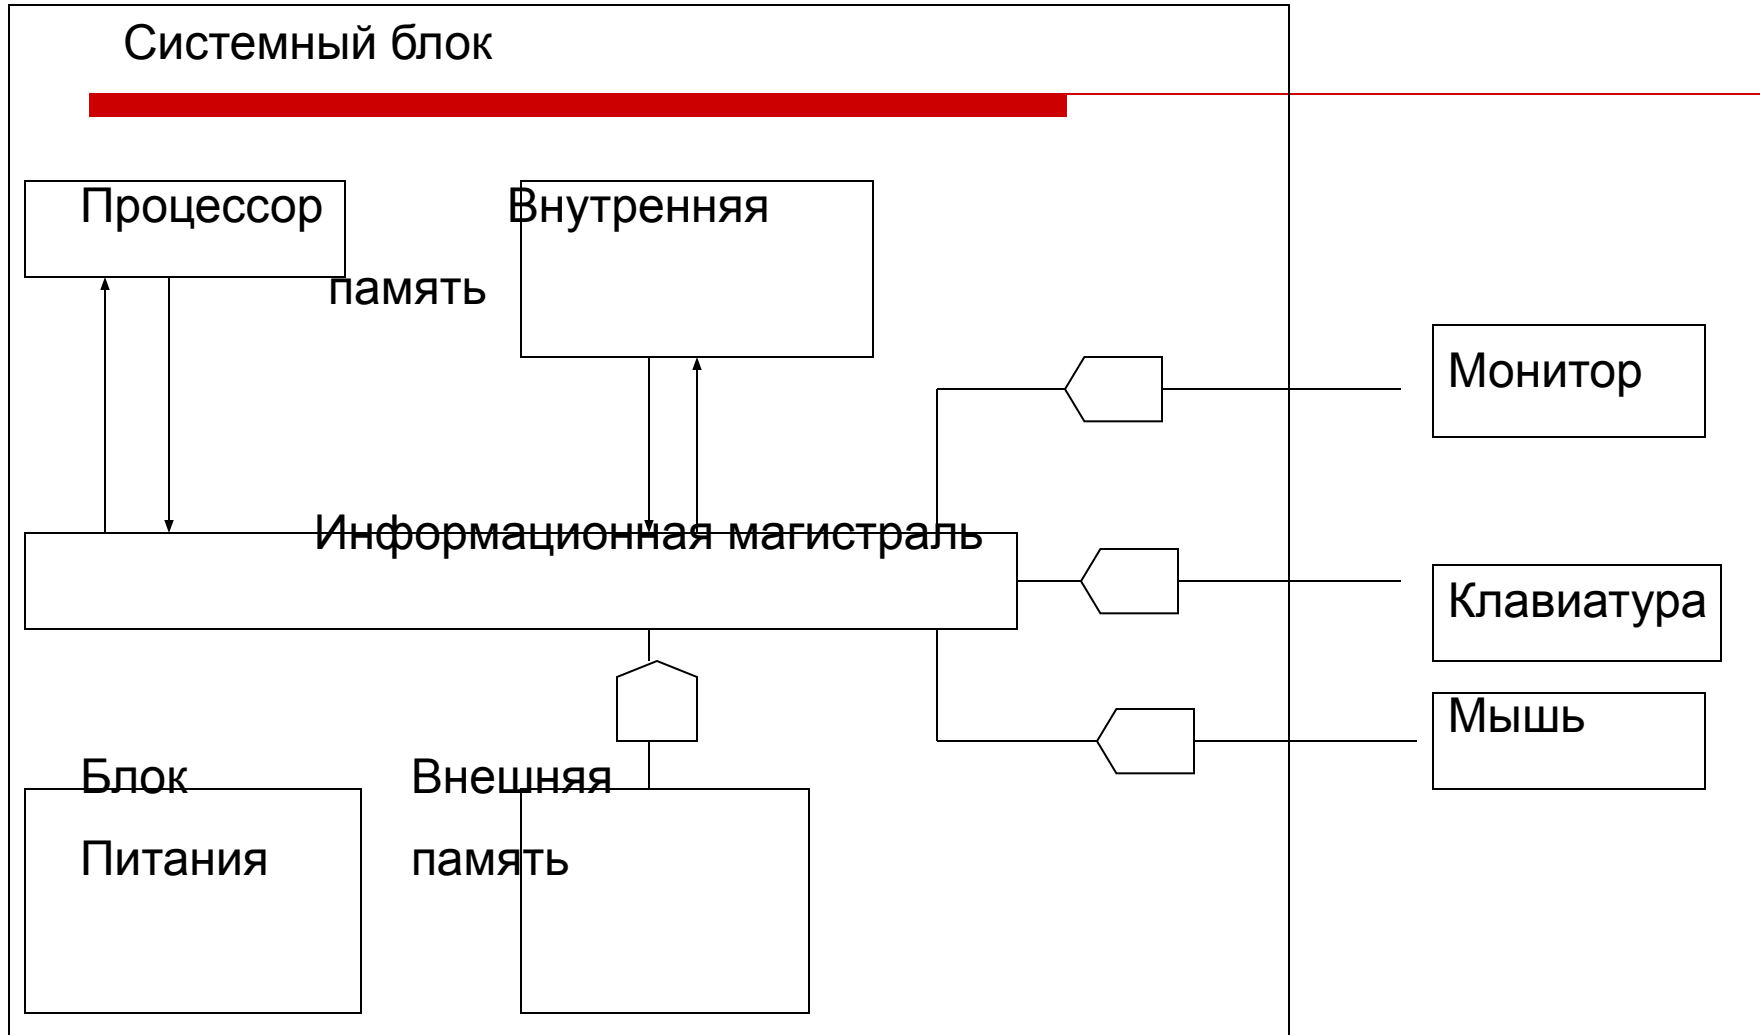 Системный блок
Процессор Внутренняя
память
Монитор
Информационная магистраль
Клавиатура
Мышь
Блок Внешняя
Питания память